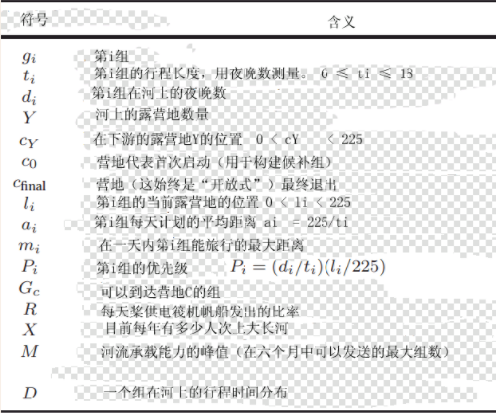 符号 含义
g_i 第i组
t_i 第i组的行程长度，用夜晚数测量。 6 ≤ ti ≤ 18
d_i 第i组在河上的夜晚数
Y 河上的露营地数量
c_Y 在下游的露营地Y的位置 0 < cY < 225
c_0 营地代表首次启动（用于构建候补组）
c_final 营地（这始终是“开放式”）最终退出
l_i 第i组的当前露营地的位置 0 < li < 225
a_i 第i组每天计划的平均距离 ai = 225/ti
m_i 在一天内第i组能旅行的最大距离
P_i 第i组的优先级 P_i = (d_i/t_i)(l_i/225)
G_c 可以到达营地C的组
R 每天桨供电筏机帆船发出的比率
X 目前每年有多少人次上大长河
M 河流承载能力的峰值（在六个月中可以发送的最大组数）
D 一个组在河上的行程时间分布